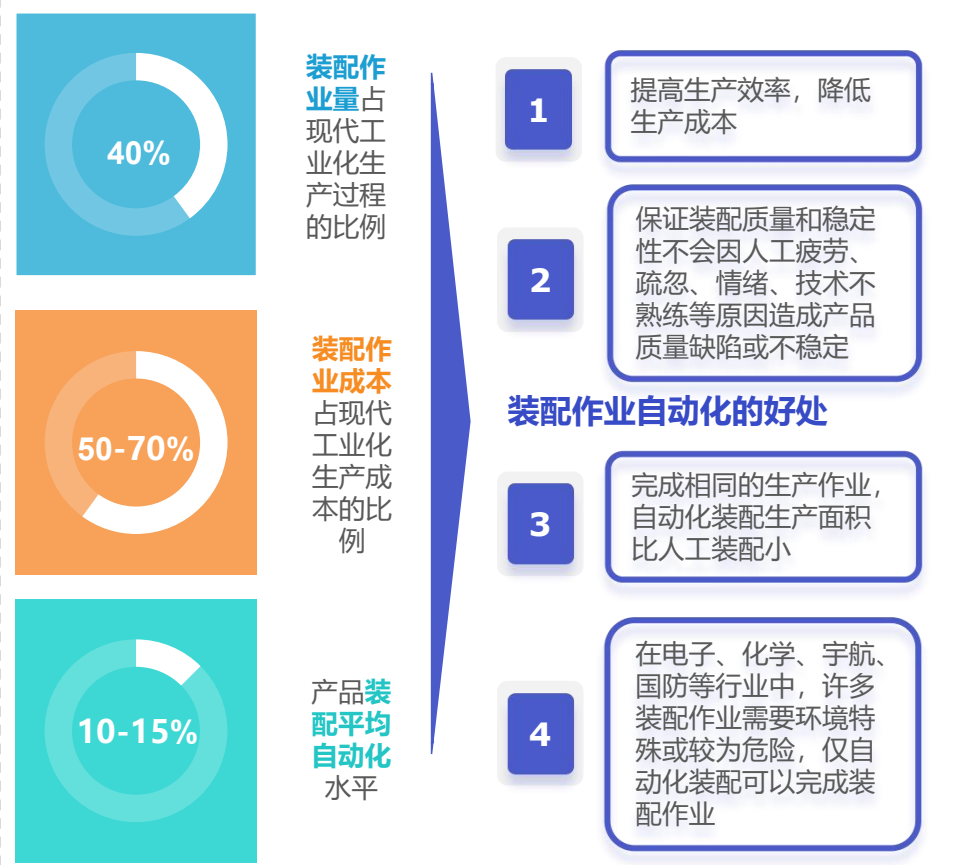 40%
装配作
业量占
现代工
业化生
产过程
的比例
50-70%
装配作
业成本
占现代
工业化
生产成
本的比
例
10-15%
产品装
配平均
自动化
水平
1
提高生产效率，降低
生产成本
2
保证装配质量和稳定
性不会因人工疲劳、
疏忽、情绪、技术不
熟练等原因造成产品
质量缺陷或不稳定
装配作业自动化的好处
3
完成相同的生产作业，
自动化装配生产面积
比人工装配小
4
在电子、化学、宇航、
国防等行业中，许多
装配作业需要环境特
殊或较为危险，仅自
动化装配可以完成装
配作业